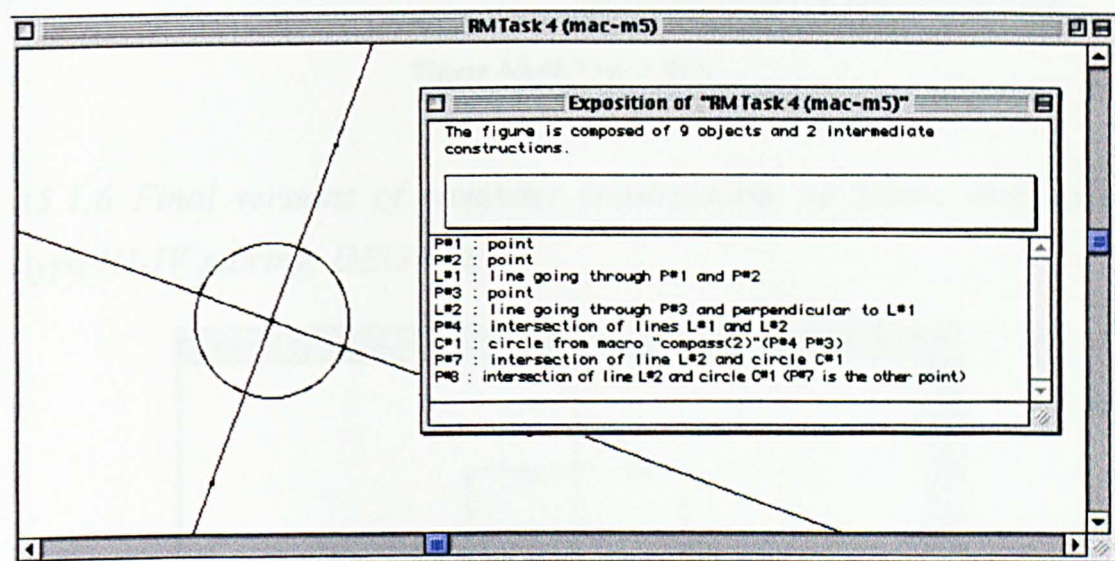 RM Task 4 (mac-m5)
Exposition of "RM Task 4 (mac-m5)"
The figure is composed of 9 objects and 2 intermediate
constructions.
P#1 : point
P#2 : point
L#1 : line going through P#1 and P#2
P#3 : point
L#2 : line going through P#3 and perpendicular to L#1
P#4 : intersection of lines L#1 and L#2
C#1 : circle from macro "compass(2)"(P#4 P#3)
P#7 : intersection of line L#2 and circle C#1
P#8 : intersection of line L#2 and circle C#1 (P#7 is the other point)